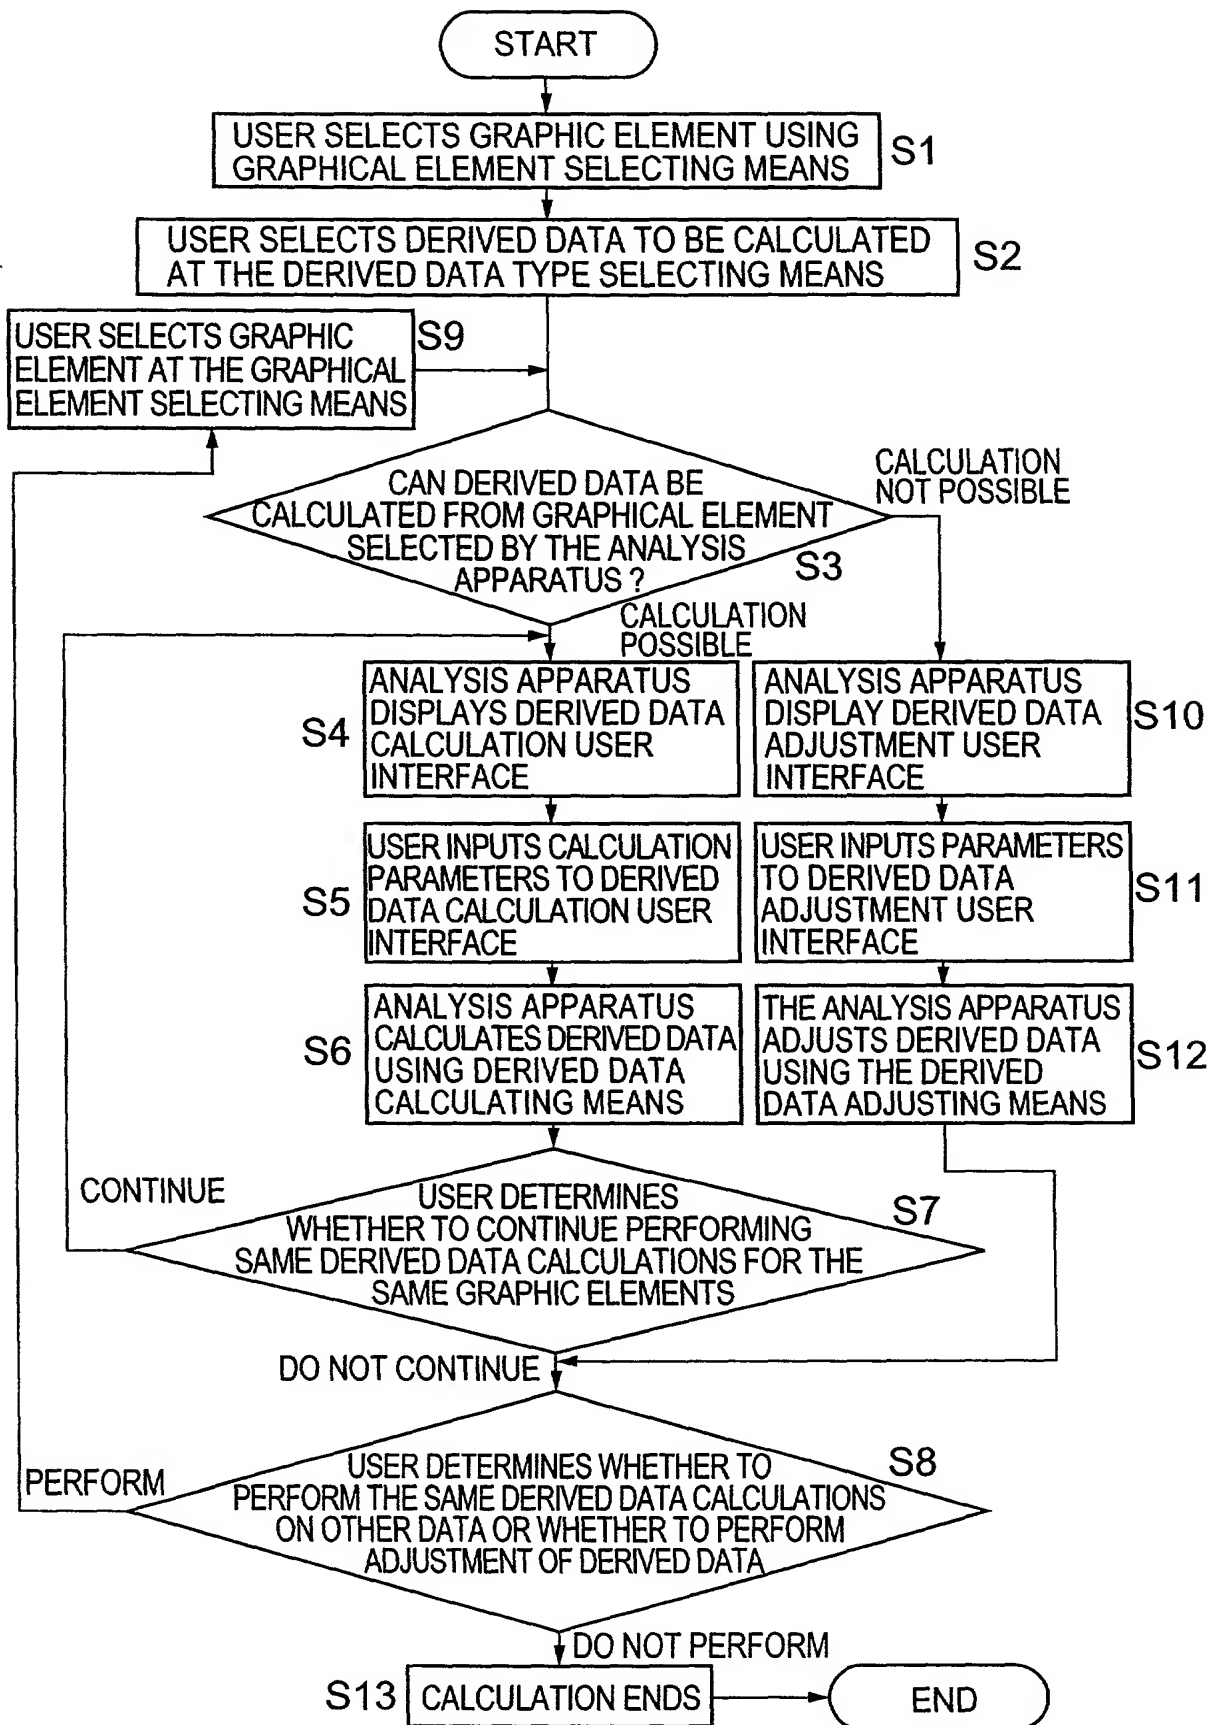 START
USER SELECTS GRAPHIC ELEMENT USING
GRAPHICAL ELEMENT SELECTING MEANS
S1
USER SELECTS DERIVED DATA TO BE CALCULATED
AT THE DERIVED DATA TYPE SELECTING MEANS
S2
USER SELECTS GRAPHIC
ELEMENT AT THE GRAPHICAL
ELEMENT SELECTING MEANS
S9
CAN DERIVED DATA BE
CALCULATED FROM GRAPHICAL ELEMENT
SELECTED BY THE ANALYSIS
APPARATUS ?
S3
CALCULATION
NOT POSSIBLE
CALCULATION
POSSIBLE
S4
ANALYSIS APPARATUS
DISPLAYS DERIVED DATA
CALCULATION USER
INTERFACE
ANALYSIS APPARATUS
DISPLAY DERIVED DATA
ADJUSTMENT USER
INTERFACE
S10
S5
USER INPUTS CALCULATION
PARAMETERS TO DERIVED
DATA CALCULATION USER
INTERFACE
USER INPUTS PARAMETERS
TO DERIVED DATA
ADJUSTMENT USER
INTERFACE
S11
S6
ANALYSIS APPARATUS
CALCULATES DERIVED DATA
USING DERIVED DATA
CALCULATING MEANS
THE ANALYSIS APPARATUS
ADJUSTS DERIVED DATA
USING THE DERIVED
DATA ADJUSTING MEANS
S12
CONTINUE
USER DETERMINES
WHETHER TO CONTINUE PERFORMING
SAME DERIVED DATA CALCULATIONS FOR THE
SAME GRAPHIC ELEMENTS
S7
DO NOT CONTINUE
PERFORM
USER DETERMINES WHETHER TO
PERFORM THE SAME DERIVED DATA CALCULATIONS
ON OTHER DATA OR WHETHER TO PERFORM
ADJUSTMENT OF DERIVED DATA
S8
DO NOT PERFORM
S13
CALCULATION ENDS
END